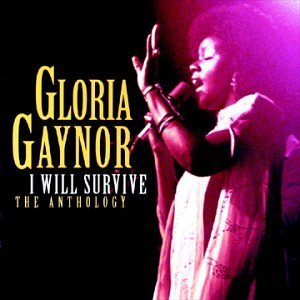 GLORIA
GAYNOR
I WILL SURVIVE
THE ANTHOLOGY